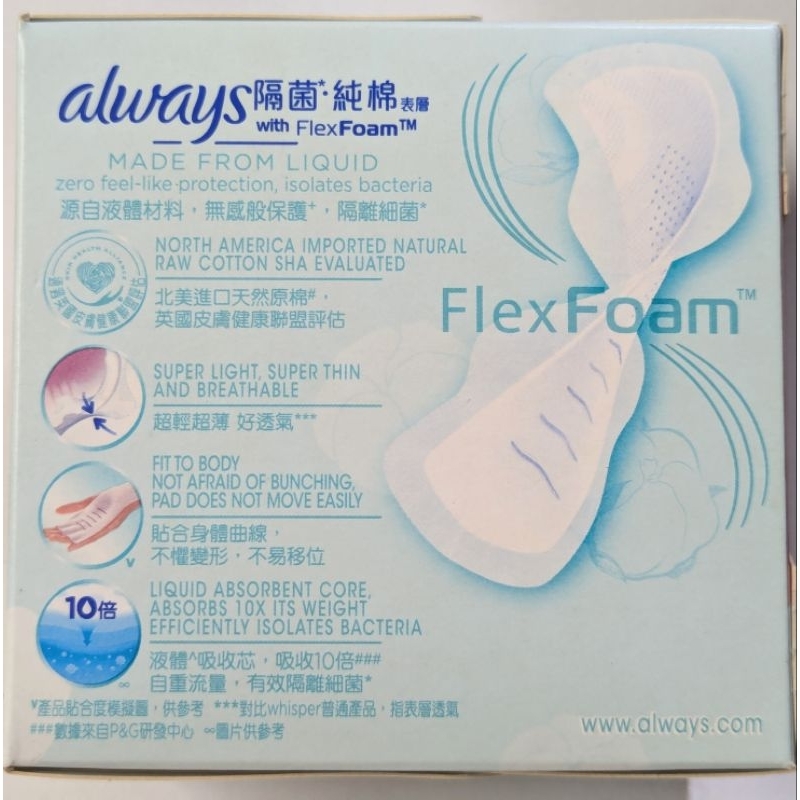 always 隔菌*·純棉表層
with FlexFoam™
MADE FROM LIQUID
zero feel-like-protection, isolates bacteria
源自液體材料，無感般保護+，隔離細菌*
NORTH AMERICA IMPORTED NATURAL
RAW COTTON SHA EVALUATED
北美進口天然原棉#，
英國皮膚健康聯盟評估
SKIN HEALTH ALLIANCE
FlexFoam™
SUPER LIGHT, SUPER THIN
AND BREATHABLE
超輕超薄 好透氣***
FIT TO BODY
NOT AFRAID OF BUNCHING,
PAD DOES NOT MOVE EASILY
貼合身體曲線，
不懼變形，不易移位
v
10倍
LIQUID ABSORBENT CORE,
ABSORBS 10X ITS WEIGHT
EFFICIENTLY ISOLATES BACTERIA
液體^吸收芯，吸收10倍###
自重流量，有效隔離細菌*
∞
v產品貼合度模擬圖，供參考 ***對比whisper普通產品，指表層透氣
###數據來自P&G研發中心 ∞圖片供參考
www.always.com